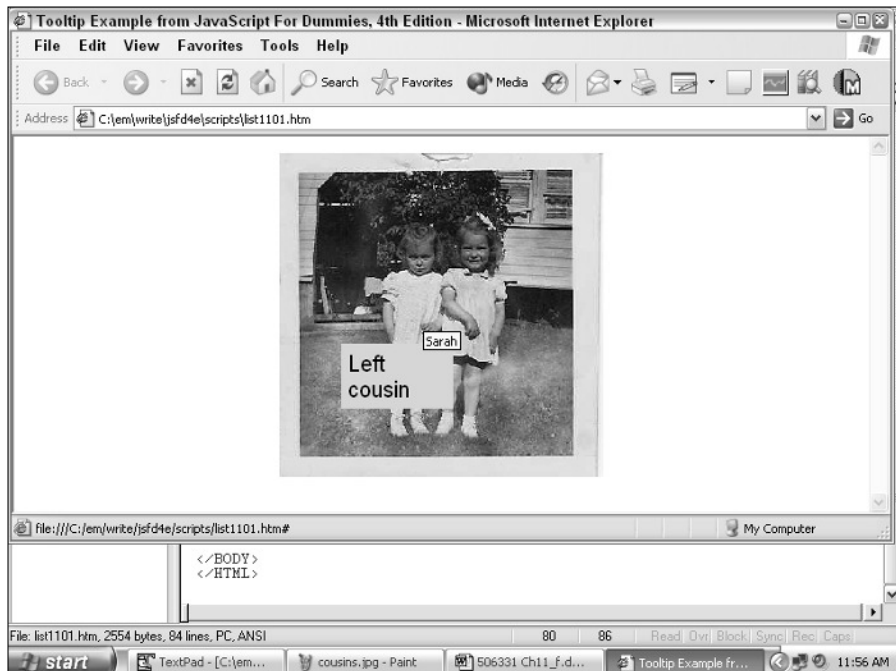 Tooltip Example from JavaScript For Dummies, 4th Edition - Microsoft Internet Explorer
File Edit View Favorites Tools Help
Back Search Favorites Media
Address C:\em\write\jsfd4e\scripts\list1101.htm Go
Sarah
Left
cousin
file:///C:/em/write/jsfd4e/scripts/list1101.htm# My Computer
</BODY>
</HTML>
File: list1101.htm, 2554 bytes, 84 lines, PC, ANSI 80 86 Read Ovr Block Sync Rec Caps
start TextPad - [C:\em... cousins.jpg - Paint 506331 Ch11_f.d... Tooltip Example fr... 11:56 AM